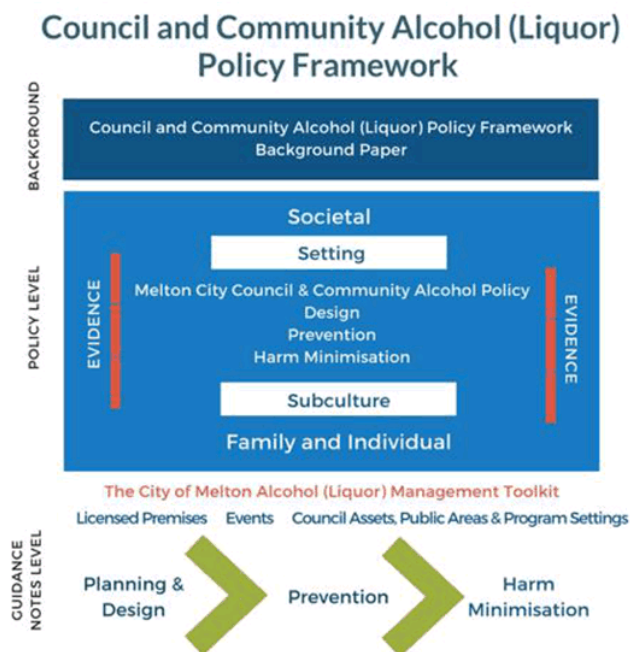 Council and Community Alcohol (Liquor)
Policy Framework
BACKGROUND
Council and Community Alcohol (Liquor) Policy Framework
Background Paper
POLICY LEVEL
Societal
Setting
EVIDENCE
Melton City Council & Community Alcohol Policy
Design
Prevention
Harm Minimisation
EVIDENCE
Subculture
Family and Individual
The City of Melton Alcohol (Liquor) Management Toolkit
Licensed Premises Events Council Assets, Public Areas & Program Settings
GUIDANCE
NOTES LEVEL
Planning &
Design
Prevention
Harm
Minimisation